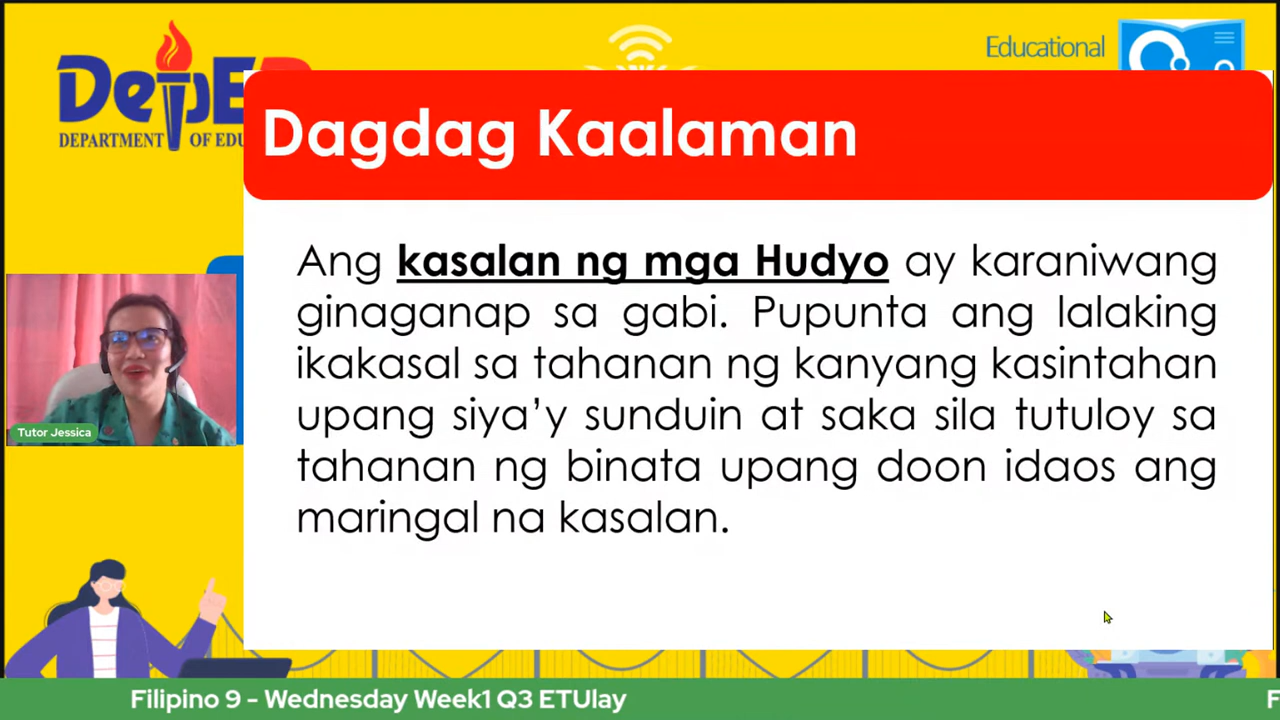 Educational
DEPARTMENT OF EDU
Dagdag Kaalaman
Ang kasalan ng mga Hudyo ay karaniwang
ginaganap sa gabi. Pupunta ang lalaking
ikakasal sa tahanan ng kanyang kasintahan
upang siya’y sunduin at saka sila tutuloy sa
tahanan ng binata upang doon idaos ang
maringal na kasalan.
Tutor Jessica
Filipino 9 - Wednesday Week1 Q3 ETUlay
F